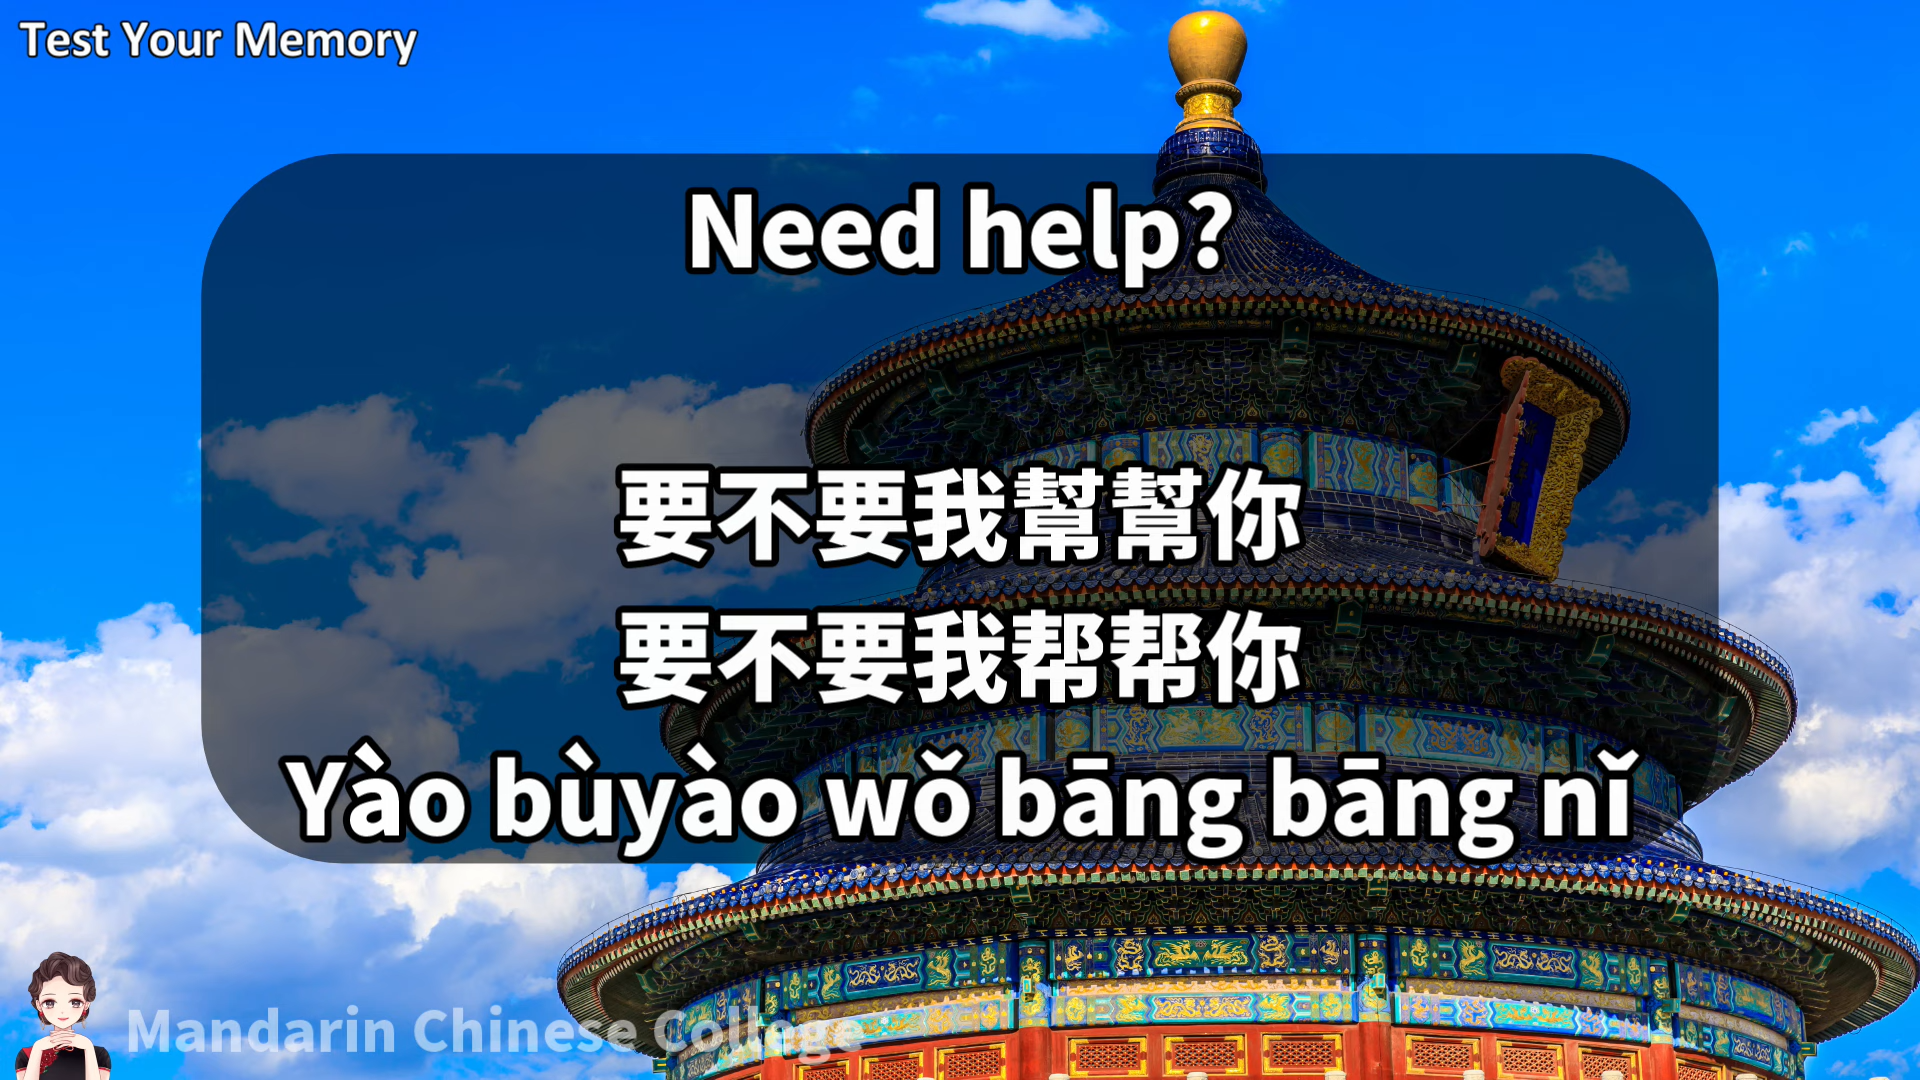 Test Your Memory
Need help?
要不要我幫幫你
要不要我帮帮你
Yào bùyào wǒ bāng bāng nǐ
Mandarin Chinese College